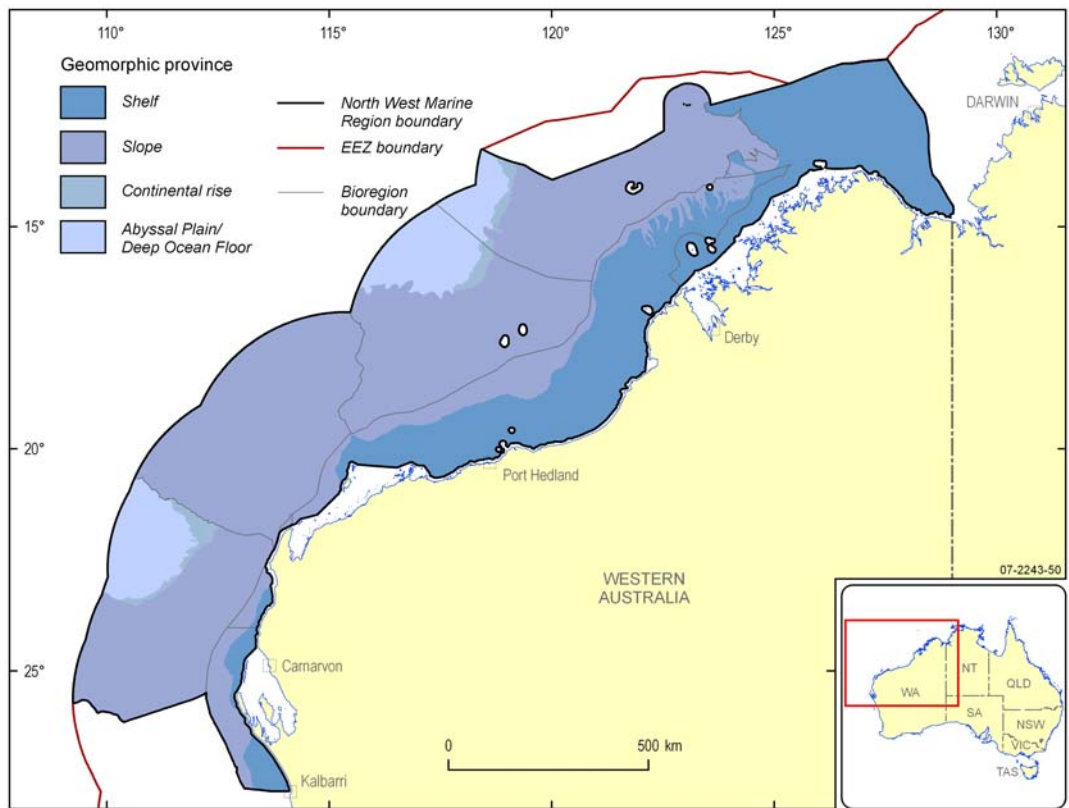 110°
115°
120°
125°
130°
Geomorphic province
Shelf
Slope
Continental rise
Abyssal Plain/
Deep Ocean Floor
North West Marine
Region boundary
EEZ boundary
Bioregion
boundary
DARWIN
15°
Derby
20°
Port Hedland
WESTERN
AUSTRALIA
07-2243-50
25°
Carnarvon
Kalbarri
0
500 km
WA
NT
QLD
SA
NSW
VIC
TAS